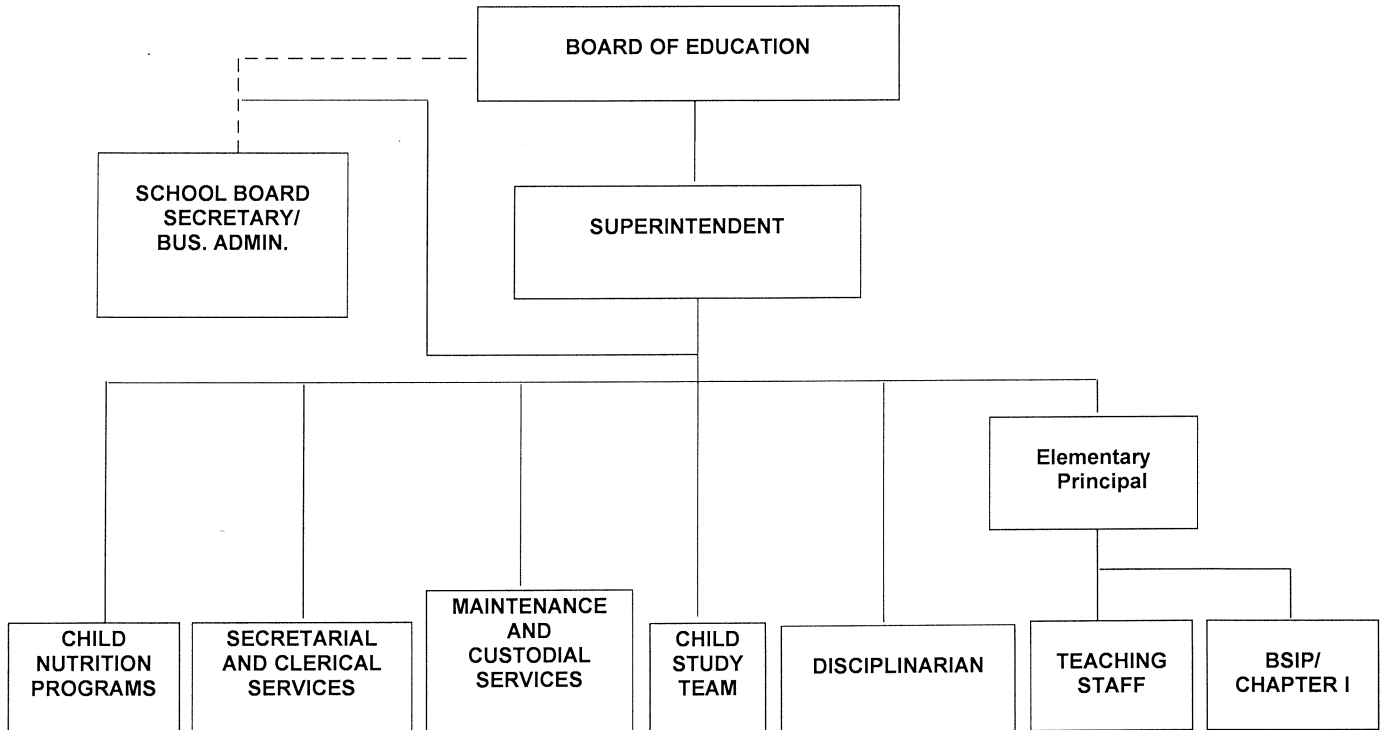 BOARD OF EDUCATION
SCHOOL BOARD
SECRETARY/
BUS. ADMIN.
SUPERINTENDENT
Elementary
Principal
CHILD
NUTRITION
PROGRAMS
SECRETARIAL
AND CLERICAL
SERVICES
MAINTENANCE
AND
CUSTODIAL
SERVICES
CHILD
STUDY
TEAM
DISCIPLINARIAN
TEACHING
STAFF
BSIP/
CHAPTER I